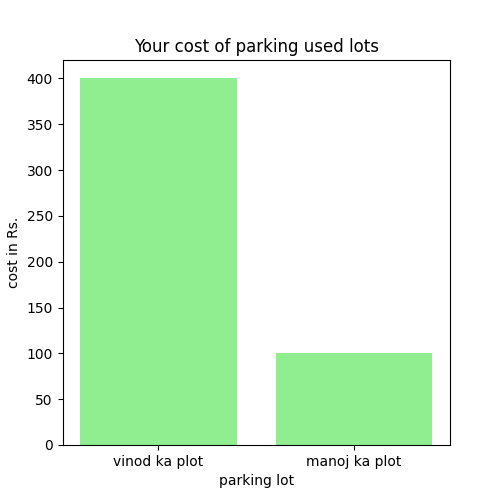 Your cost of parking used lots
cost in Rs.
400
350
300
250
200
150
100
50
0
vinod ka plot
manoj ka plot
parking lot